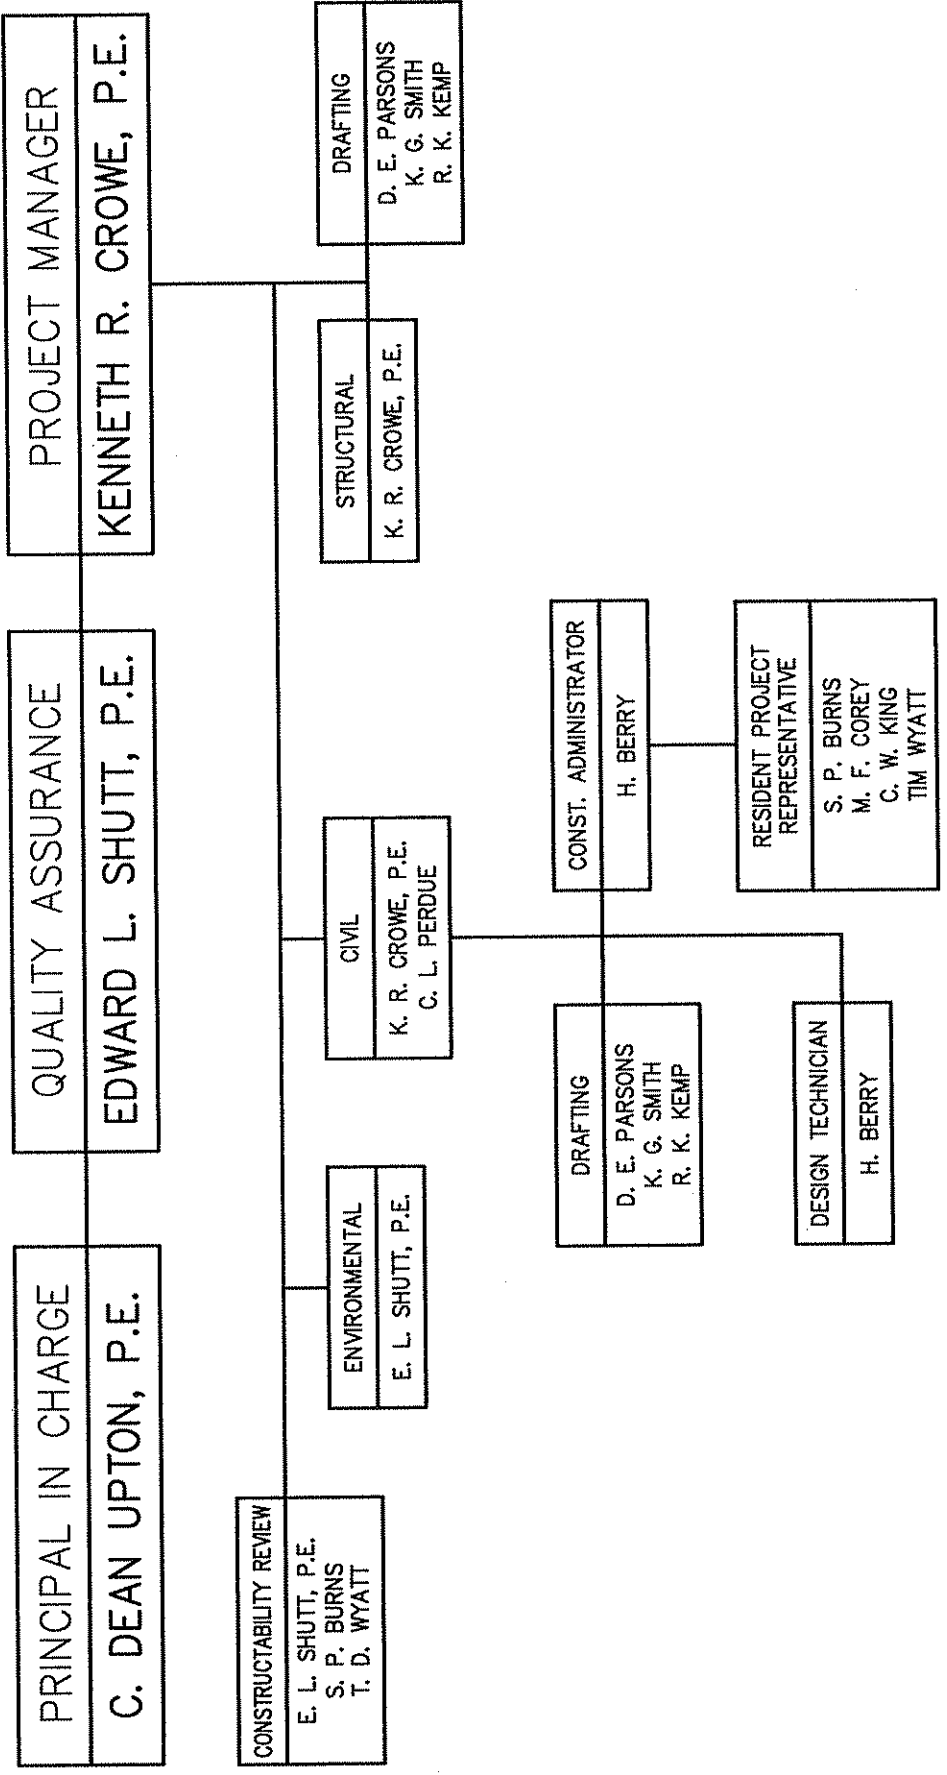 PRINCIPAL IN CHARGE
C. DEAN UPTON, P.E.
QUALITY ASSURANCE
EDWARD L. SHUTT, P.E.
PROJECT MANAGER
KENNETH R. CROWE, P.E.
CONSTRUCTABILITY REVIEW
E. L. SHUTT, P.E.
S. P. BURNS
T. D. WYATT
ENVIRONMENTAL
E. L. SHUTT, P.E.
CIVIL
K. R. CROWE, P.E.
C. L. PERDUE
STRUCTURAL
K. R. CROWE, P.E.
DRAFTING
D. E. PARSONS
K. G. SMITH
R. K. KEMP
DRAFTING
D. E. PARSONS
K. G. SMITH
R. K. KEMP
CONST. ADMINISTRATOR
H. BERRY
DESIGN TECHNICIAN
H. BERRY
RESIDENT PROJECT
REPRESENTATIVE
S. P. BURNS
M. F. COREY
C. W. KING
TIM WYATT